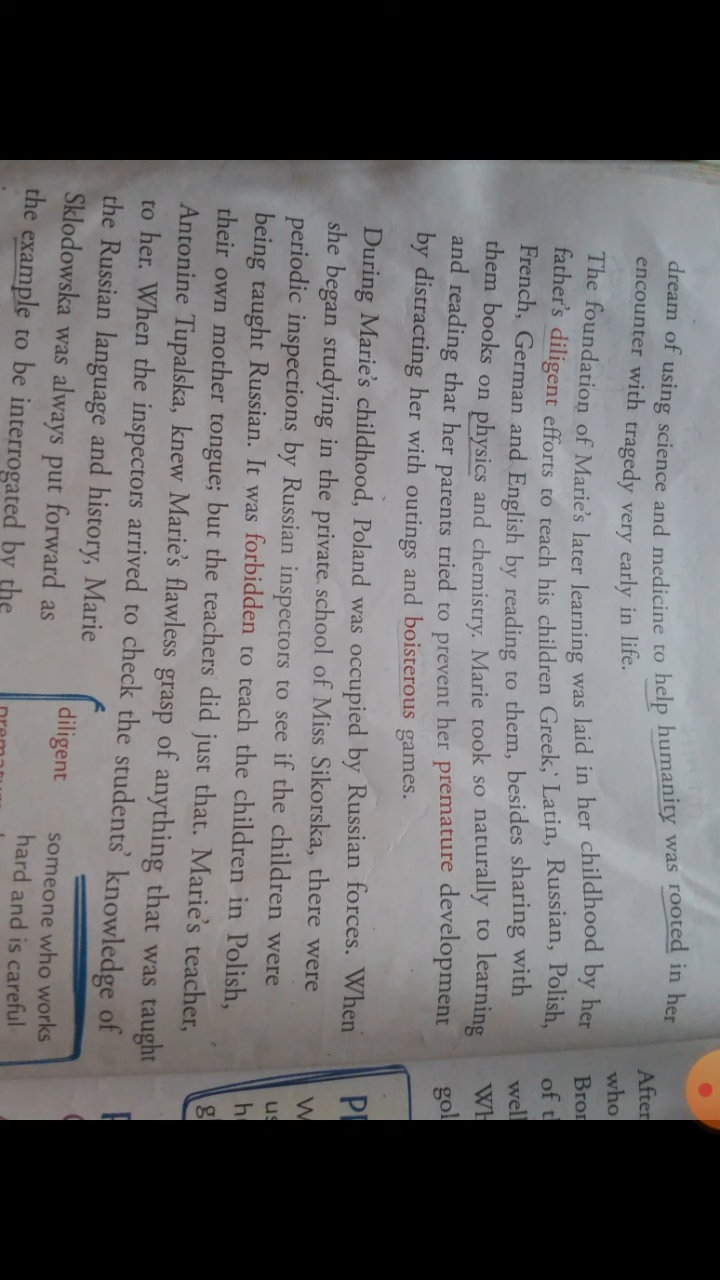 dream of using science and medicine to help humanity was rooted in her
encounter with tragedy very early in life.
The foundation of Marie's later learning was laid in her childhood by her
father's diligent efforts to teach his children Greek, Latin, Russian, Polish,
French, German and English by reading to them, besides sharing with
them books on physics and chemistry. Marie took so naturally to learning
and reading that her parents tried to prevent her premature development
by distracting her with outings and boisterous games.
During Marie's childhood, Poland was occupied by Russian forces. When
she began studying in the private school of Miss Sikorska, there were
periodic inspections by Russian inspectors to see if the children were
being taught Russian. It was forbidden to teach the children in Polish,
their own mother tongue; but the teachers did just that. Marie's teacher,
Antonine Tupalska, knew Marie's flawless grasp of anything that was taught
to her. When the inspectors arrived to check the students' knowledge of
the Russian language and history, Marie
Sklodowska was always put forward as
the example to be interrogated by the
diligent someone who works
hard and is careful
After
who
Bron
of t
well
Wh
gol